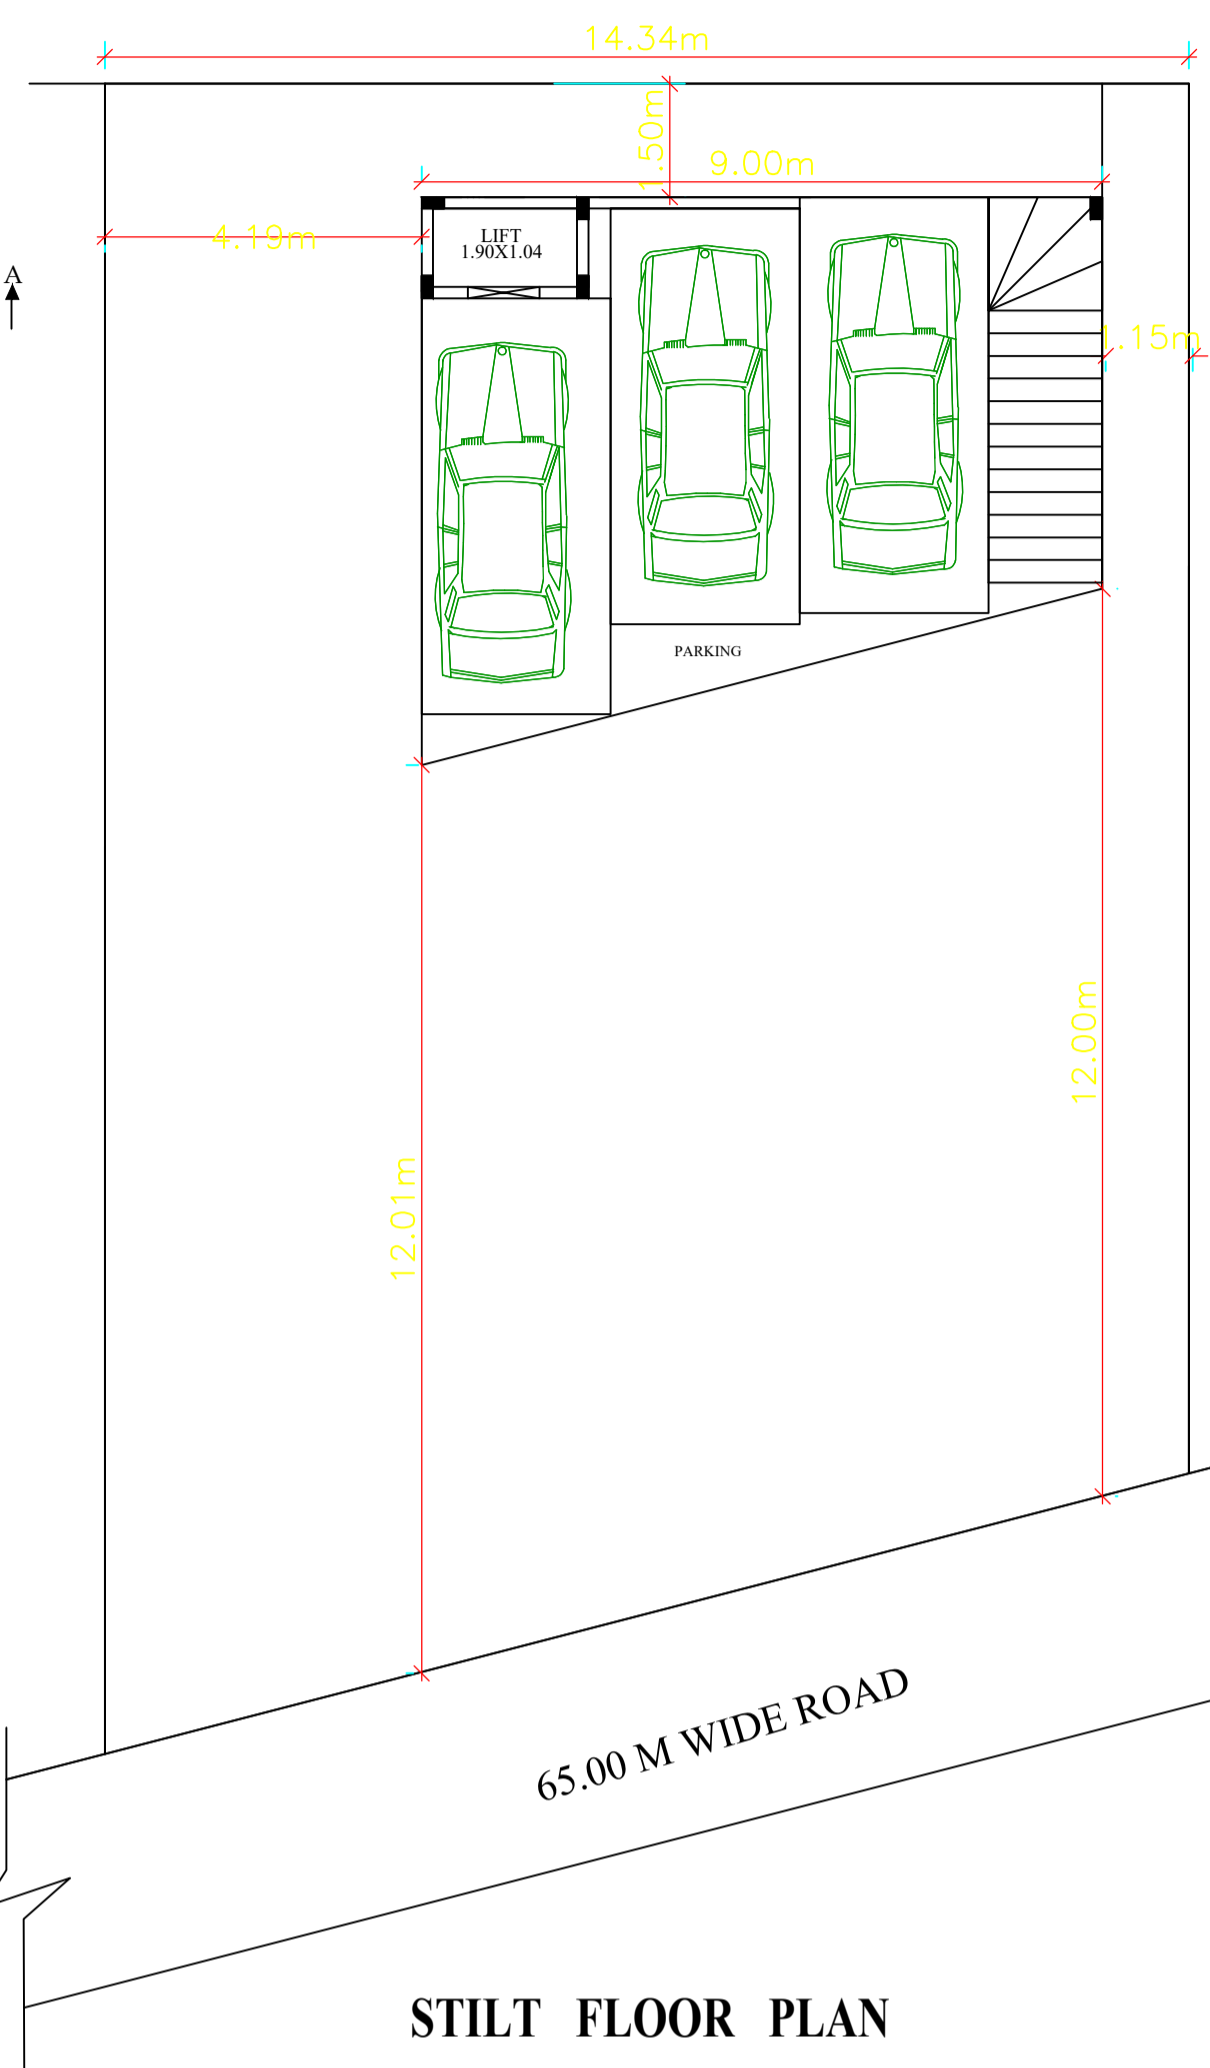 14.34m
1.50m
9.00m
4.19m
LIFT
1.90X1.04
A
1.15m
PARKING
12.00m
12.01m
65.00 M WIDE ROAD
STILT FLOOR PLAN